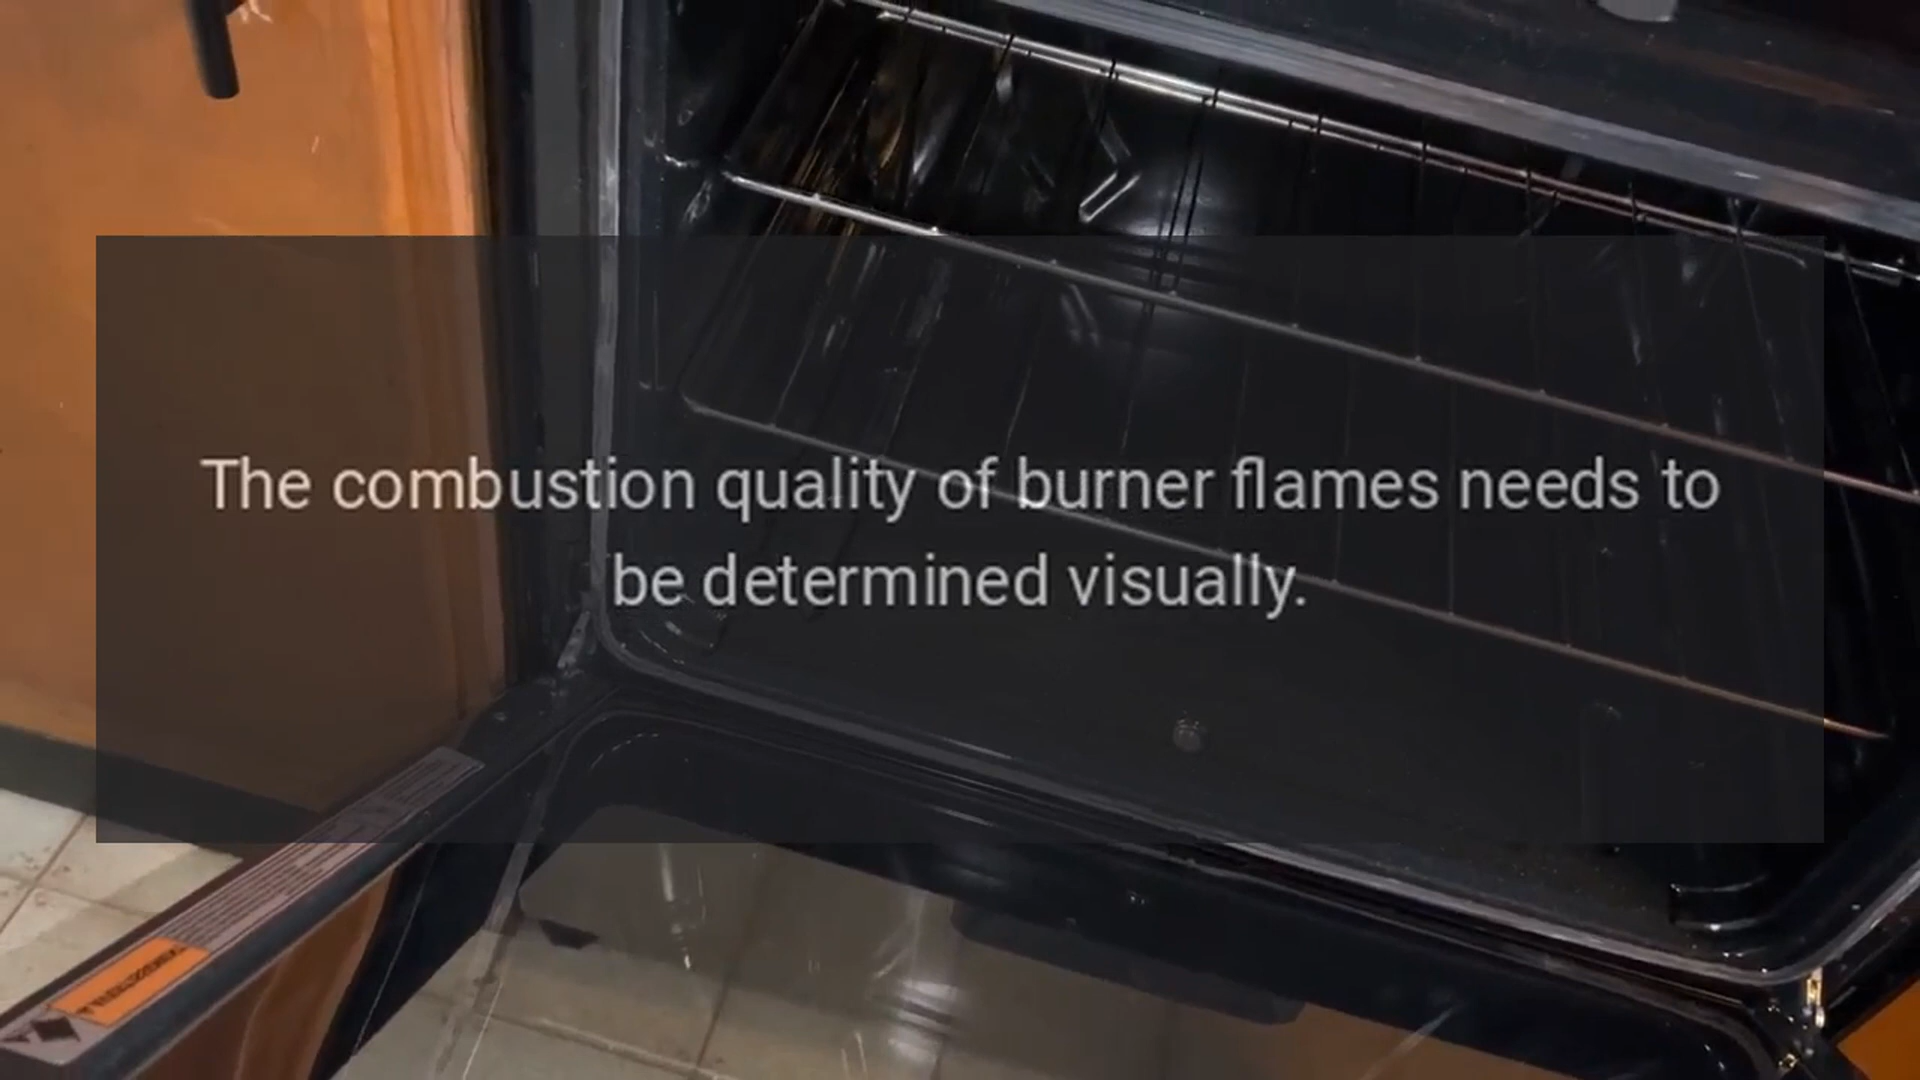 The combustion quality of burner flames needs to
be determined visually.